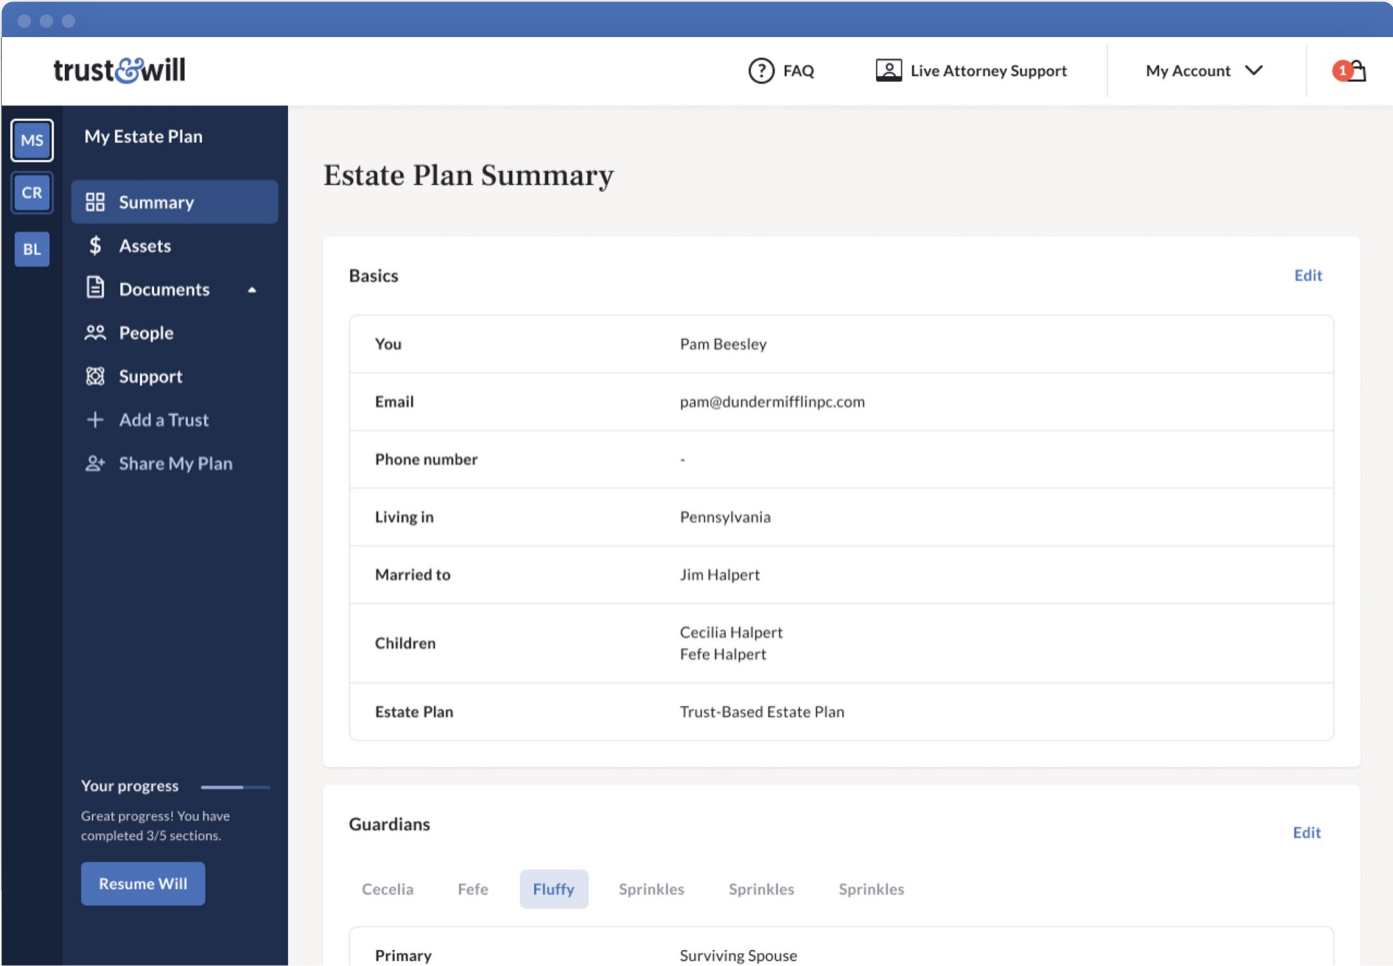 trust&will
FAQ
Live Attorney Support
My Account
1
MS
CR
BL
My Estate Plan
Summary
Assets
Documents
People
Support
Add a Trust
Share My Plan
Your progress
Great progress! You have
completed 3/5 sections.
Resume Will
Estate Plan Summary
Basics
Edit
You Pam Beesley
Email pam@dundermifflinpc.com
Phone number -
Living in Pennsylvania
Married to Jim Halpert
Children Cecilia Halpert
Fefe Halpert
Estate Plan Trust-Based Estate Plan
Guardians
Edit
Cecelia Fefe Fluffy Sprinkles Sprinkles Sprinkles
Primary Surviving Spouse